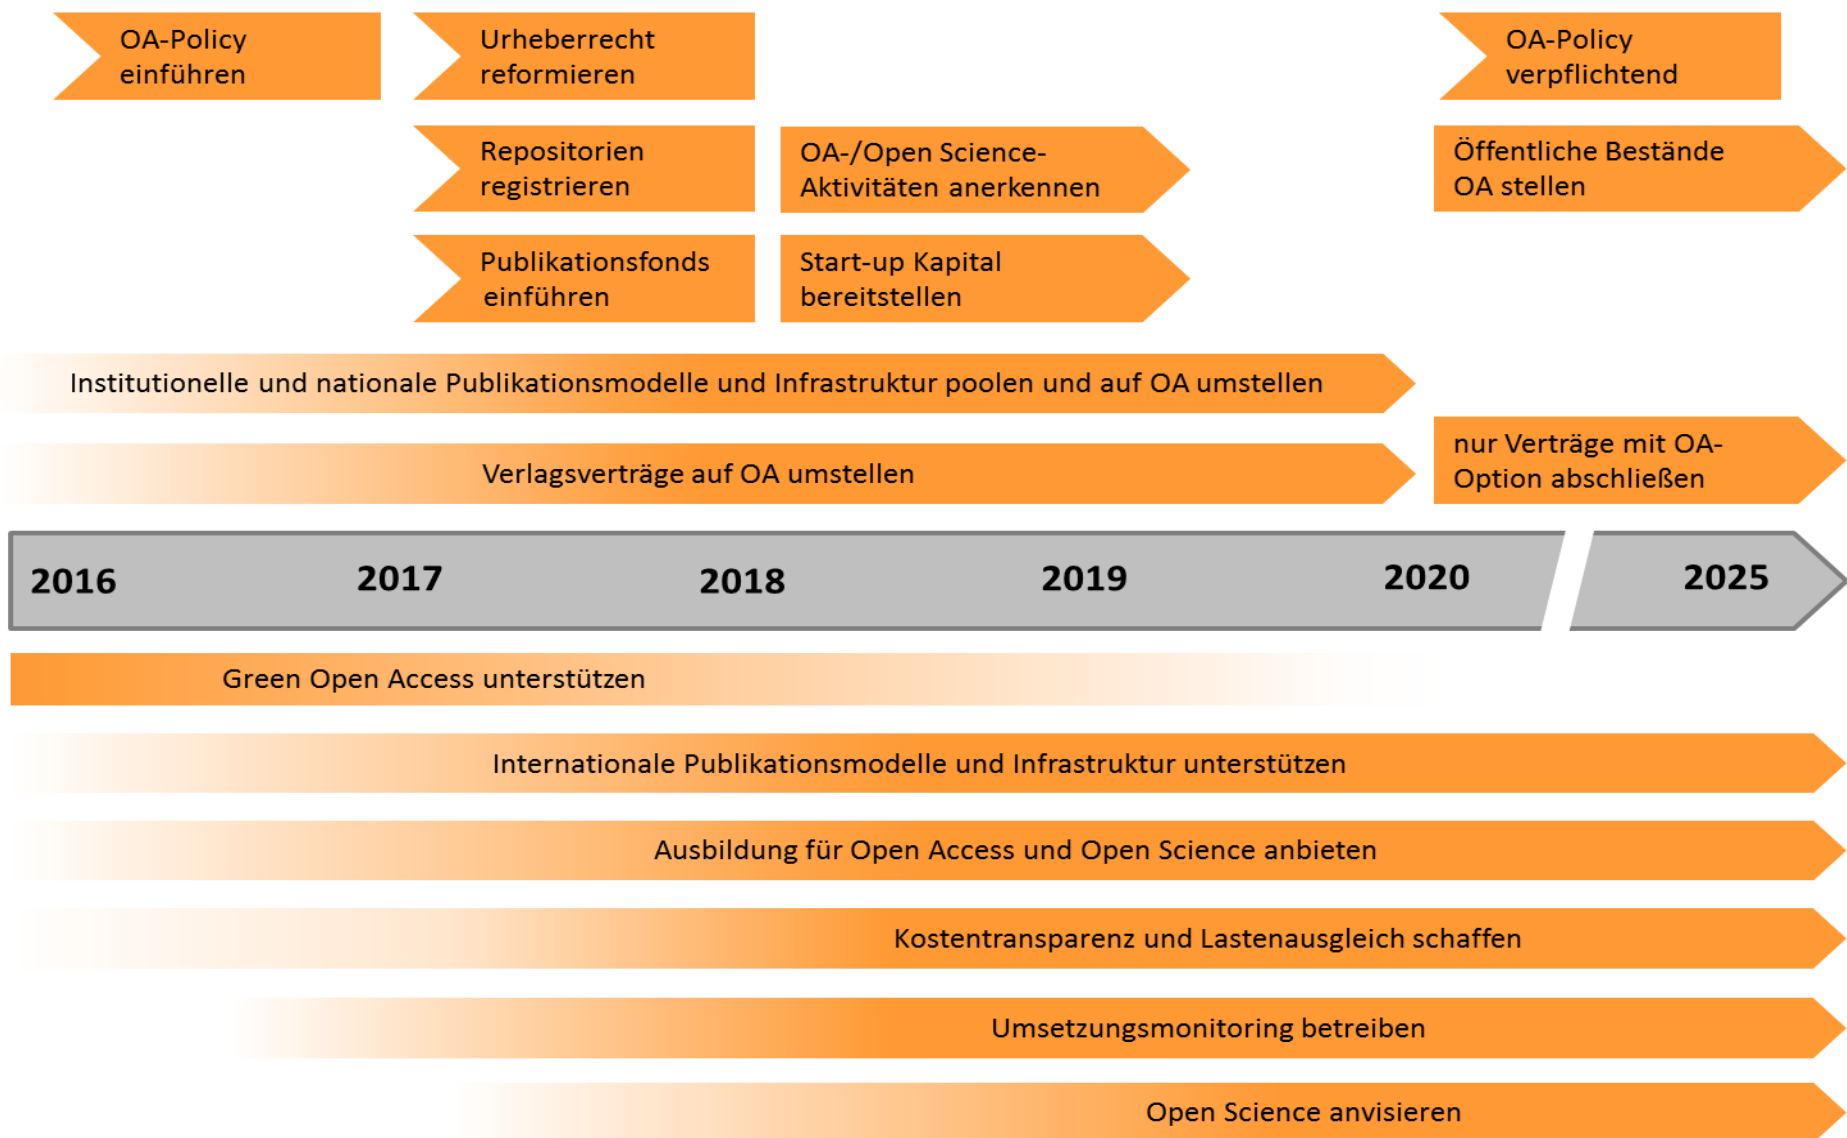 OA-Policy
einführen
Urheberrecht
reformieren
OA-Policy
verpflichtend
Repositorien
registrieren
OA-/Open Science-
Aktivitäten anerkennen
Öffentliche Bestände
OA stellen
Publikationsfonds
einführen
Start-up Kapital
bereitstellen
Institutionelle und nationale Publikationsmodelle und Infrastruktur poolen und auf OA umstellen
Verlagsverträge auf OA umstellen
nur Verträge mit OA-
Option abschließen
2016 2017 2018 2019 2020 2025
Green Open Access unterstützen
Internationale Publikationsmodelle und Infrastruktur unterstützen
Ausbildung für Open Access und Open Science anbieten
Kostentransparenz und Lastenausgleich schaffen
Umsetzungsmonitoring betreiben
Open Science anvisieren